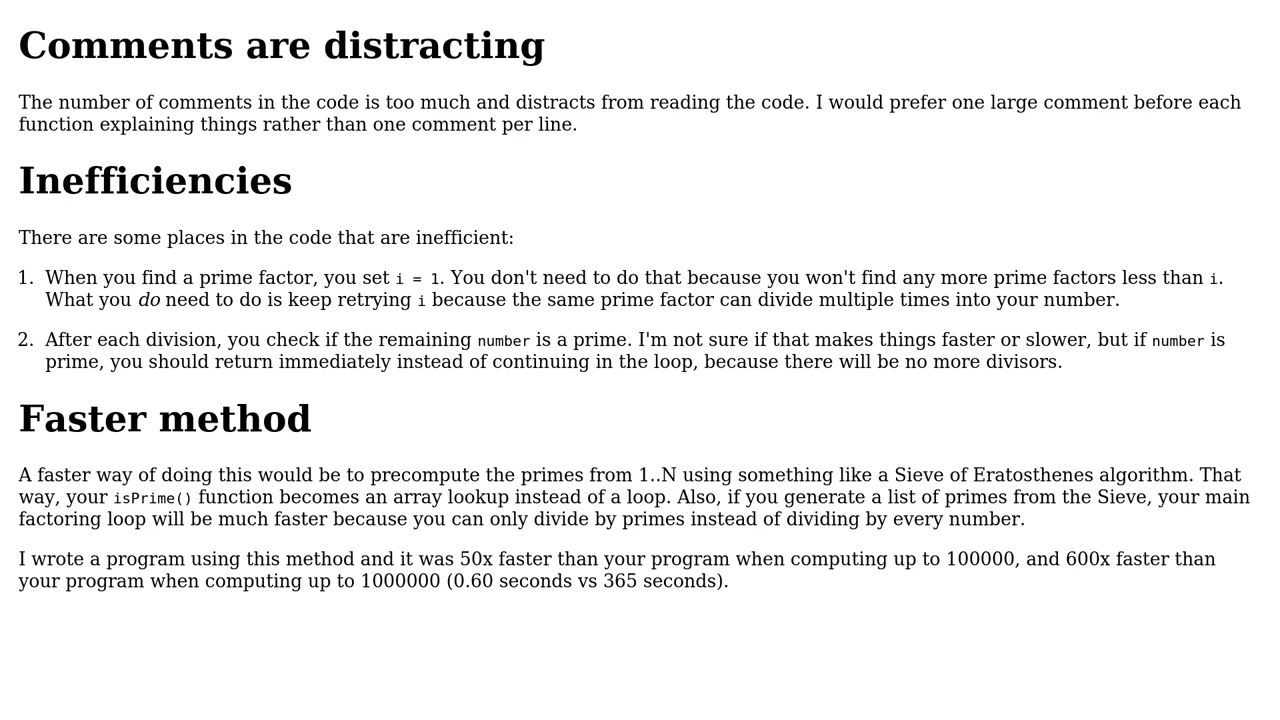 Comments are distracting
The number of comments in the code is too much and distracts from reading the code. I would prefer one large comment before each
function explaining things rather than one comment per line.
Inefficiencies
There are some places in the code that are inefficient:
1. When you find a prime factor, you set i = 1. You don't need to do that because you won't find any more prime factors less than i.
What you do need to do is keep retrying i because the same prime factor can divide multiple times into your number.
2. After each division, you check if the remaining number is a prime. I'm not sure if that makes things faster or slower, but if number is
prime, you should return immediately instead of continuing in the loop, because there will be no more divisors.
Faster method
A faster way of doing this would be to precompute the primes from 1..N using something like a Sieve of Eratosthenes algorithm. That
way, your isPrime() function becomes an array lookup instead of a loop. Also, if you generate a list of primes from the Sieve, your main
factoring loop will be much faster because you can only divide by primes instead of dividing by every number.
I wrote a program using this method and it was 50x faster than your program when computing up to 100000, and 600x faster than
your program when computing up to 1000000 (0.60 seconds vs 365 seconds).